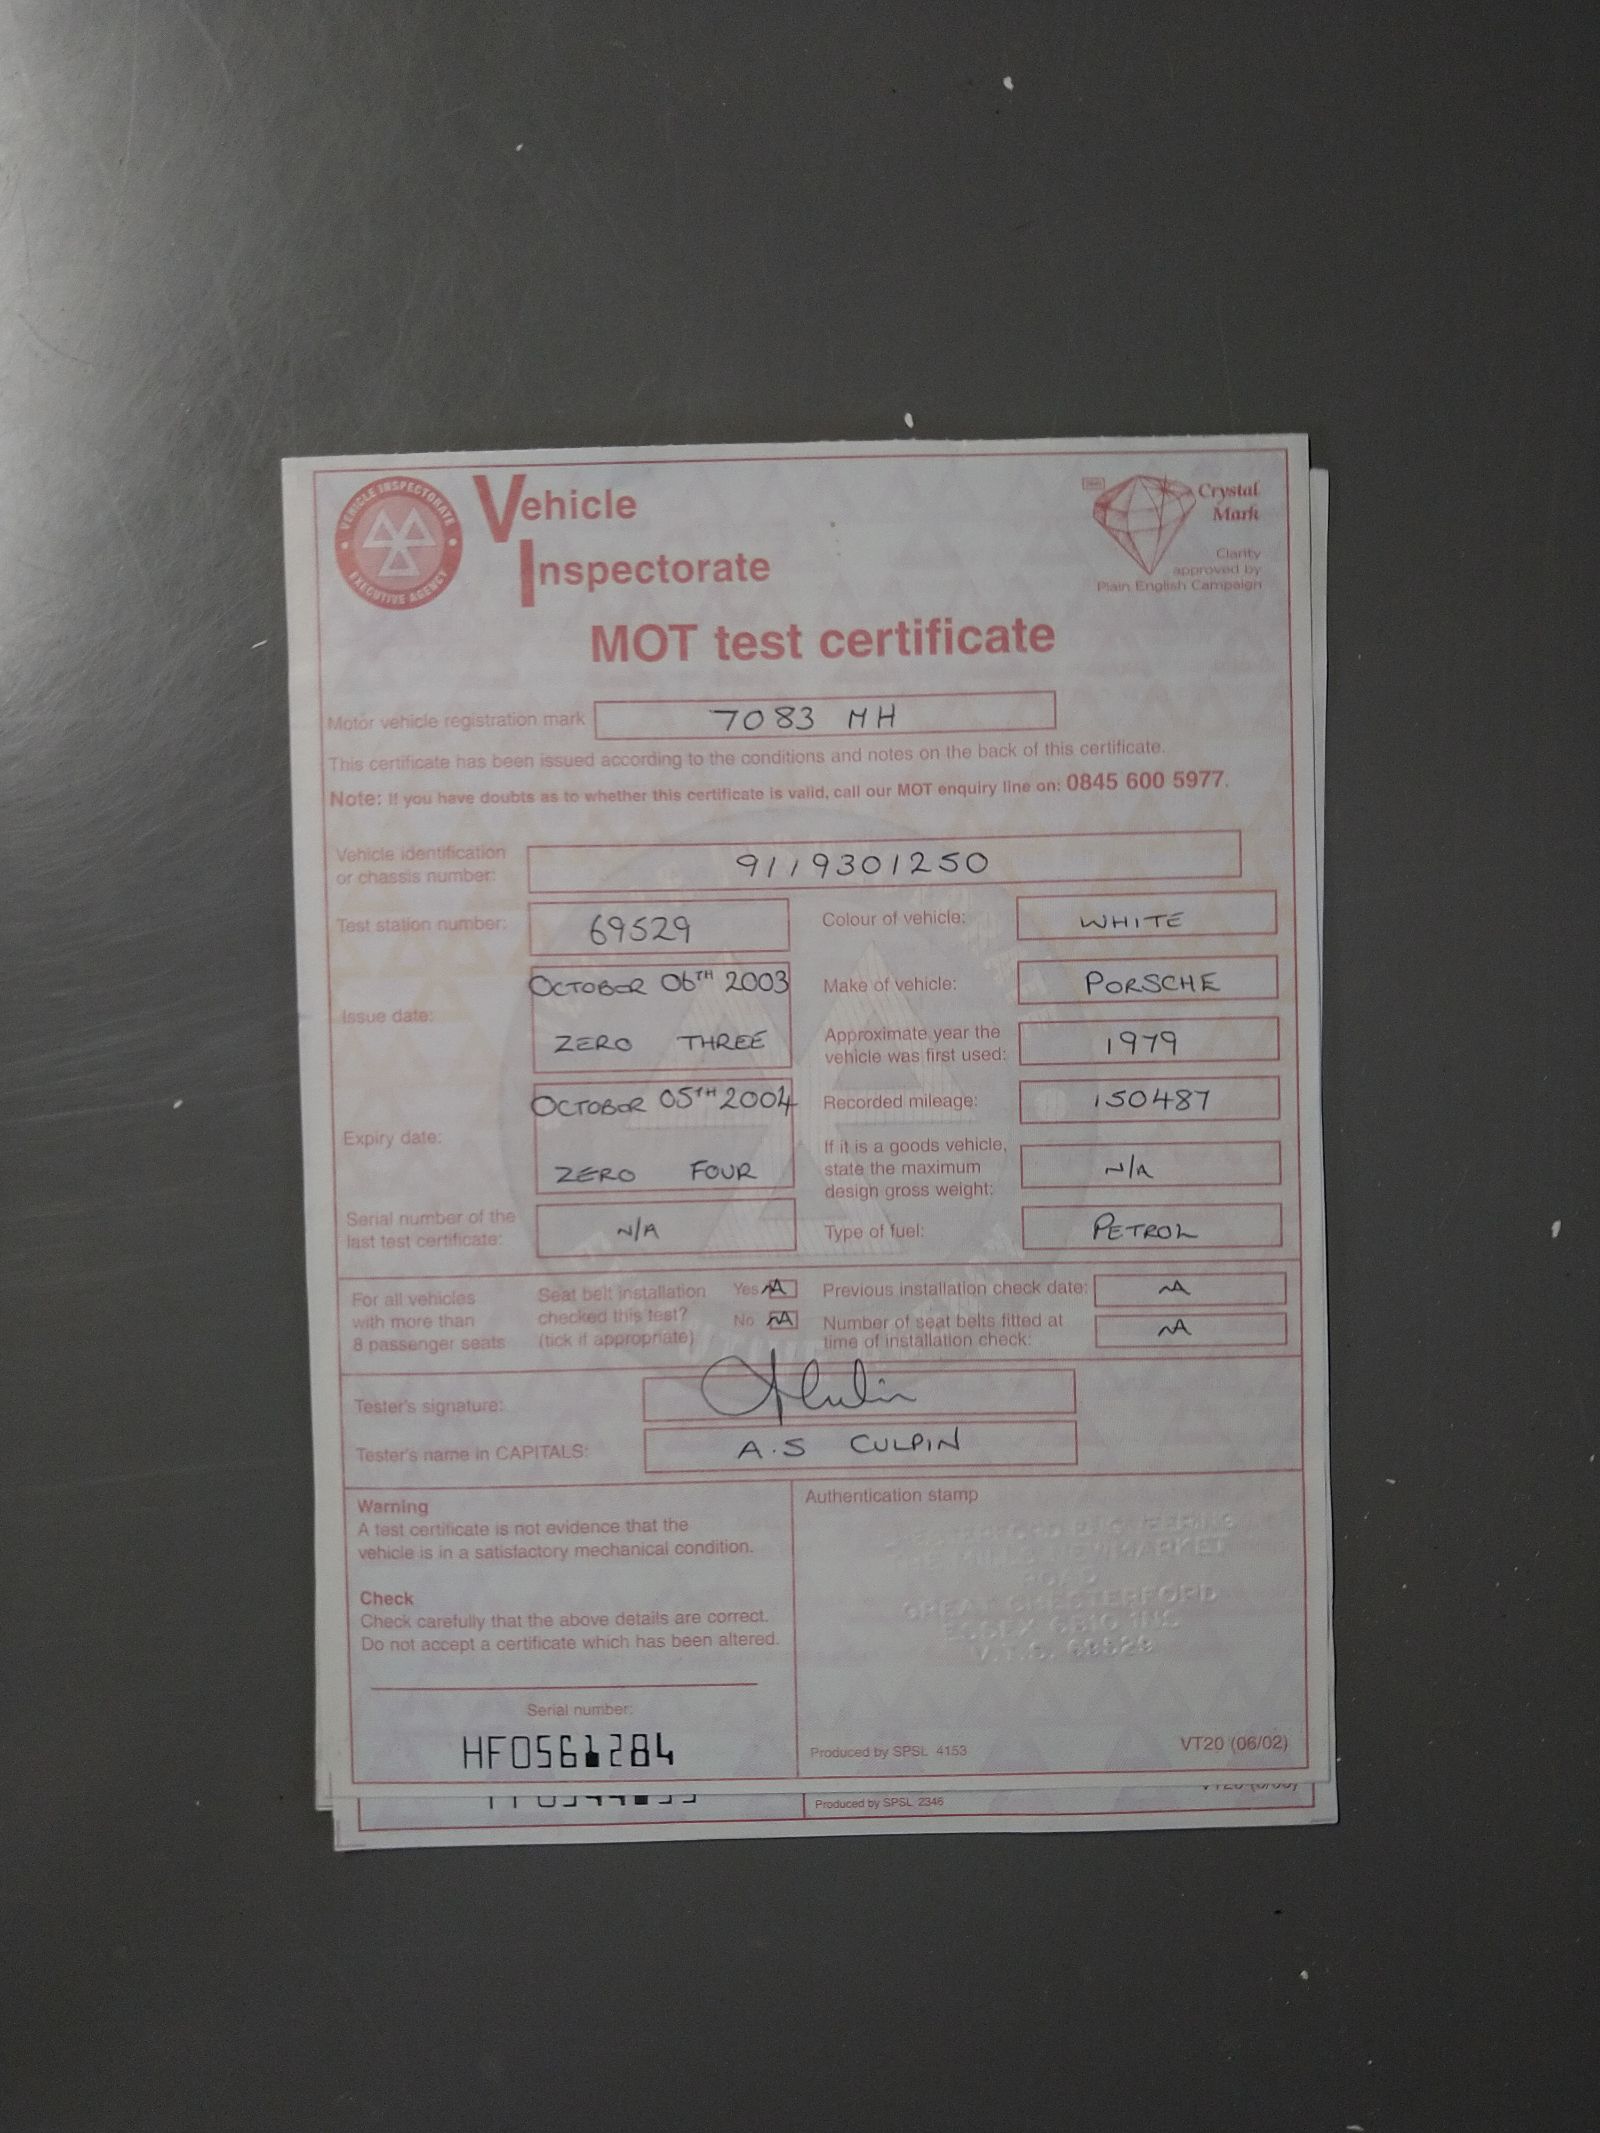 VEHICLE INSPECTORATE
EXECUTIVE AGENCY
Vehicle
Inspectorate
Crystal
Mark
Clarity
approved by
Plain English Campaign
MOT test certificate
Motor vehicle registration mark 7083 MH
This certificate has been issued according to the conditions and notes on the back of this certificate.
Note: If you have doubts as to whether this certificate is valid, call our MOT enquiry line on: 0845 600 5977.
Vehicle identification
or chassis number: 9119301250
Test station number: 69529
Colour of vehicle: WHITE
Issue date: OCTOBER 06TH 2003
ZERO THREE
Make of vehicle: PORSCHE
Approximate year the
vehicle was first used: 1979
Expiry date: OCTOBER 05TH 2004
ZERO FOUR
Recorded mileage: 150487
If it is a goods vehicle,
state the maximum
design gross weight: N/A
Serial number of the
last test certificate: N/A
Type of fuel: PETROL
For all vehicles
with more than
8 passenger seats
Seat belt installation
checked this test?
(tick if appropriate)
Yes NA
No NA
Previous installation check date: NA
Number of seat belts fitted at
time of installation check: NA
Tester's signature:
Tester's name in CAPITALS: A.S CULPIN
Warning
A test certificate is not evidence that the
vehicle is in a satisfactory mechanical condition.
Check
Check carefully that the above details are correct.
Do not accept a certificate which has been altered.
Serial number:
HF0561284
Authentication stamp
ENGINEERING
ROAD
GREAT CHESTERFORD
ESSEX
V.T.S. 69529
Produced by SPSL 4153
VT20 (06/02)
Produced by SPSL 2346